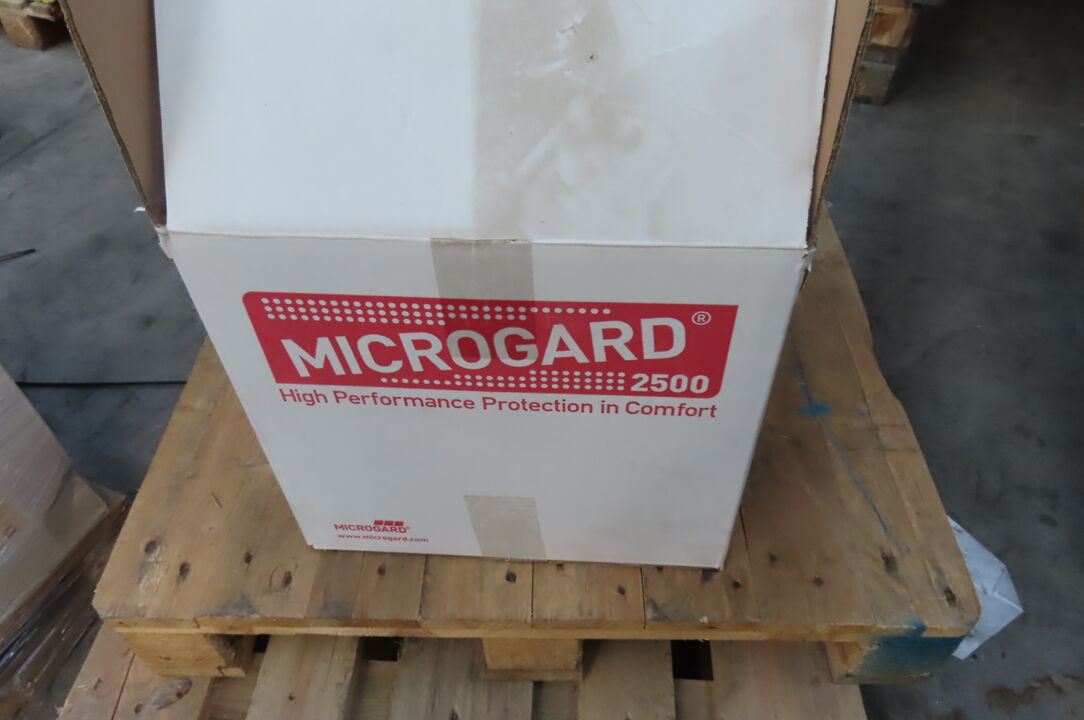 MICROGARD®
2500
High Performance Protection in Comfort
MICROGARD®
www.microgard.com